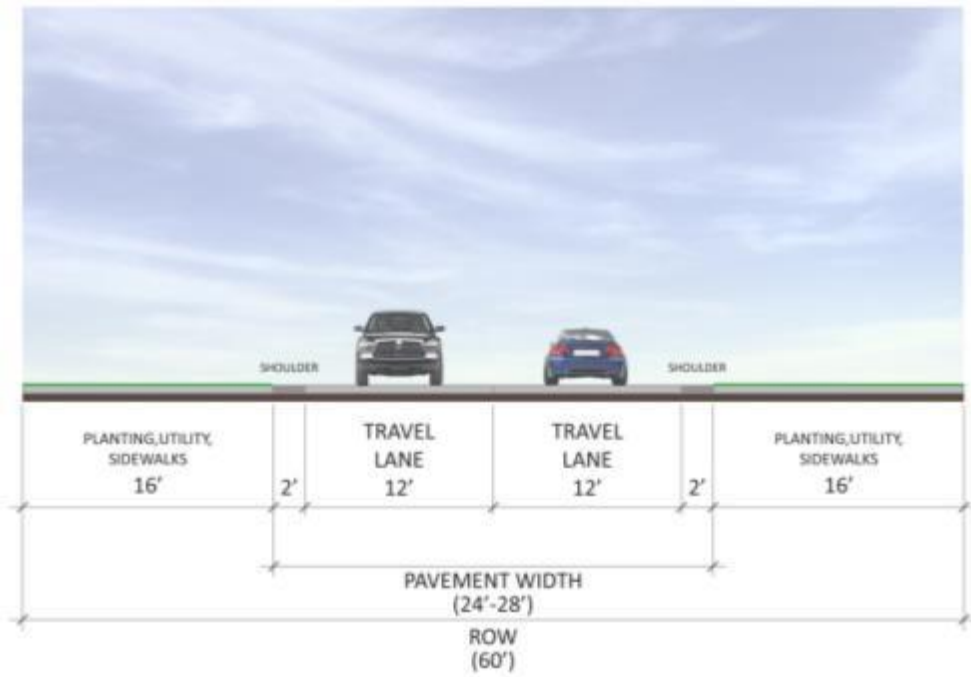 SHOULDER
SHOULDER
PLANTING,UTILITY,
SIDEWALKS
16’
2’
TRAVEL
LANE
12’
TRAVEL
LANE
12’
2’
PLANTING,UTILITY,
SIDEWALKS
16’
PAVEMENT WIDTH
(24’-28’)
ROW
(60’)